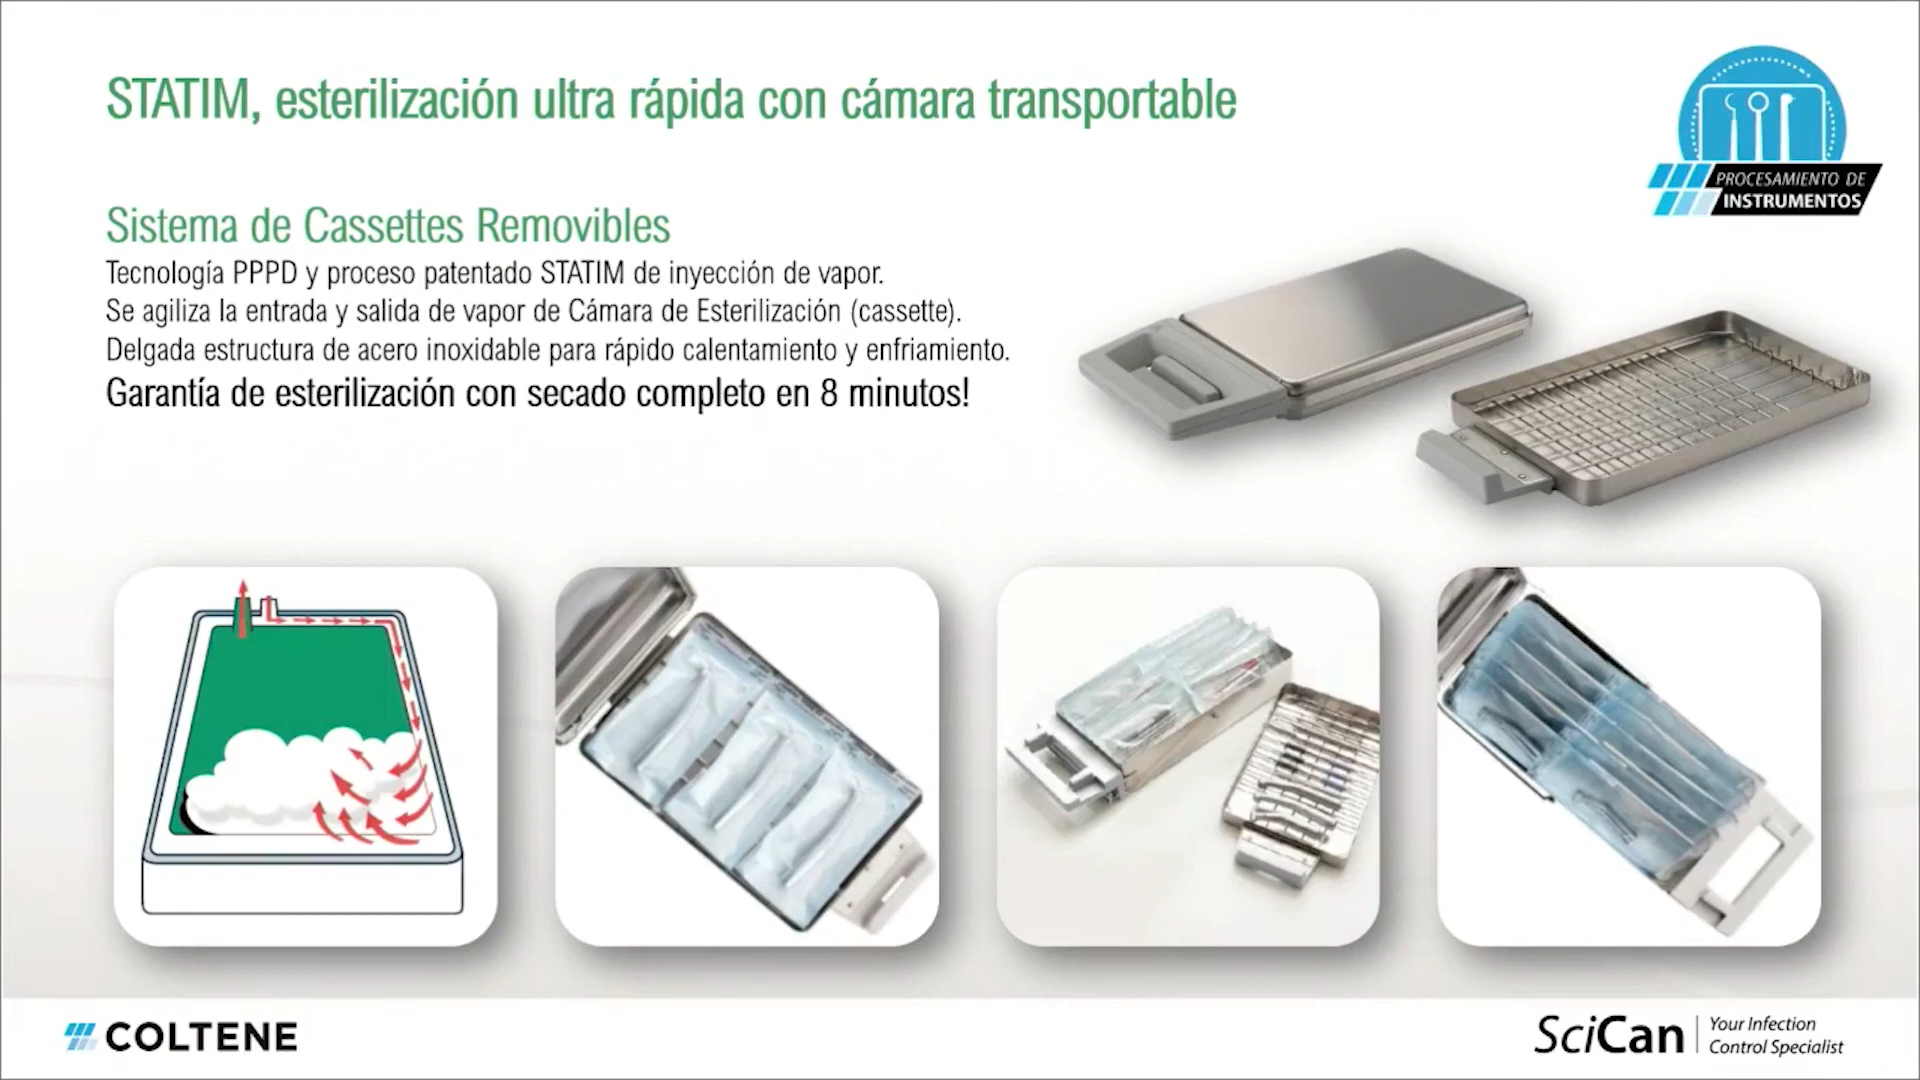 STATIM, esterilización ultra rápida con cámara transportable
PROCESAMIENTO DE
INSTRUMENTOS
Sistema de Cassettes Removibles
Tecnología PPPD y proceso patentado STATIM de inyección de vapor.
Se agiliza la entrada y salida de vapor de Cámara de Esterilización (cassette).
Delgada estructura de acero inoxidable para rápido calentamiento y enfriamiento.
Garantía de esterilización con secado completo en 8 minutos!
COLTENE
SciCan
Your Infection
Control Specialist